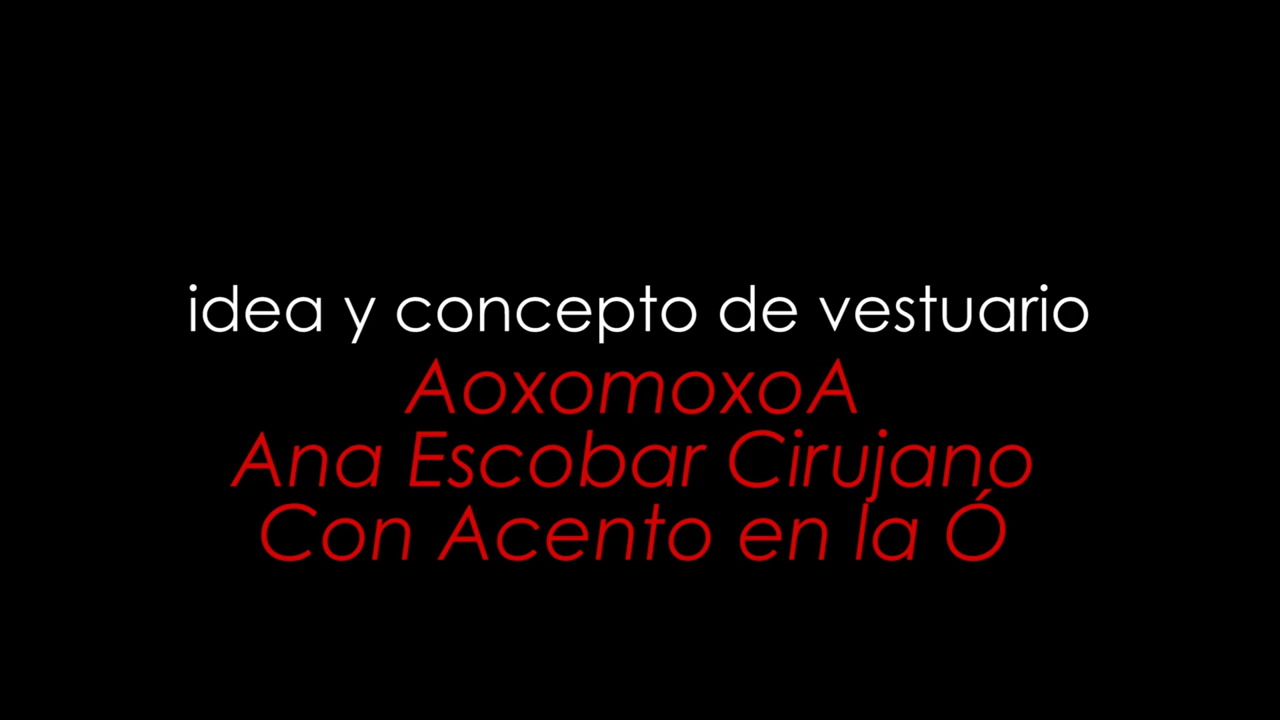 idea y concepto de vestuario
AoxomoxoA
Ana Escobar Cirujano
Con Acento en la Ó